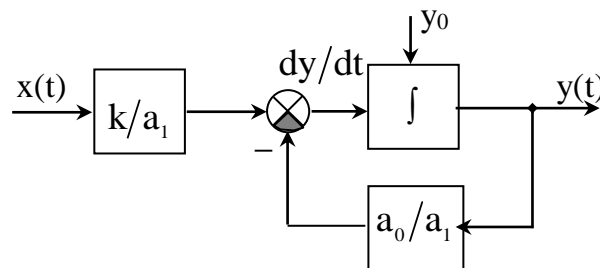 y₀
dy/dt
x(t)
k/a₁
∫
y(t)
−
a₀/a₁